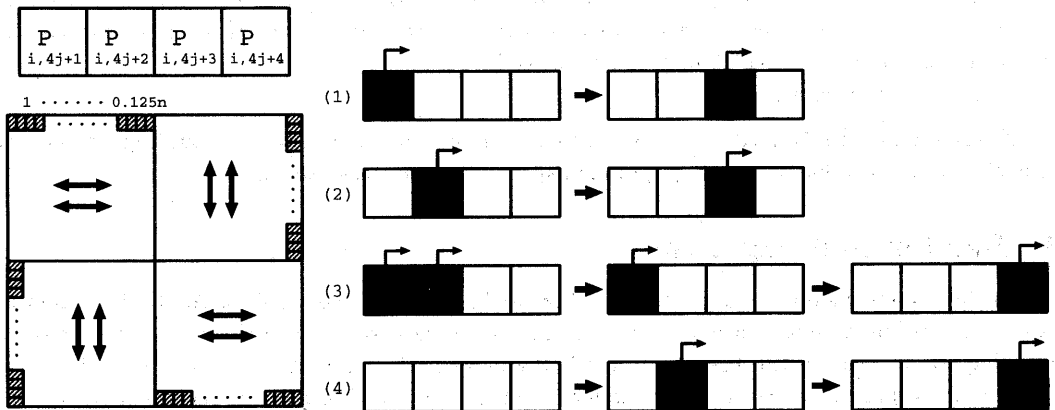 P P P P
i,4j+1 i,4j+2 i,4j+3 i,4j+4
1 ······ 0.125n
(1)
(2)
(3)
(4)